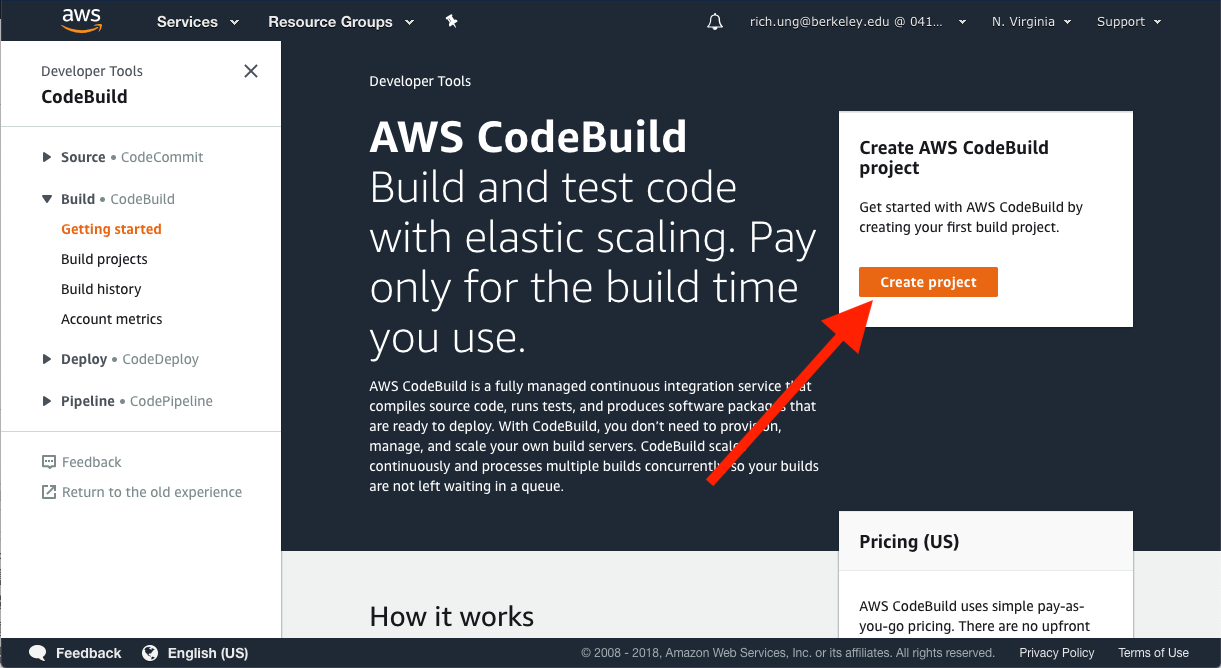 aws
Services
Resource Groups
rich.ung@berkeley.edu @ 041...
N. Virginia
Support
Developer Tools
CodeBuild
Source • CodeCommit
Build • CodeBuild
Getting started
Build projects
Build history
Account metrics
Deploy • CodeDeploy
Pipeline • CodePipeline
Feedback
Return to the old experience
Developer Tools
AWS CodeBuild
Build and test code
with elastic scaling. Pay
only for the build time
you use.
AWS CodeBuild is a fully managed continuous integration service that
compiles source code, runs tests, and produces software packages that
are ready to deploy. With CodeBuild, you don’t need to provision,
manage, and scale your own build servers. CodeBuild scales
continuously and processes multiple builds concurrently, so your builds
are not left waiting in a queue.
Create AWS CodeBuild
project
Get started with AWS CodeBuild by
creating your first build project.
Create project
Pricing (US)
AWS CodeBuild uses simple pay-as-
you-go pricing. There are no upfront
How it works
Feedback
English (US)
© 2008 - 2018, Amazon Web Services, Inc. or its affiliates. All rights reserved.
Privacy Policy
Terms of Use